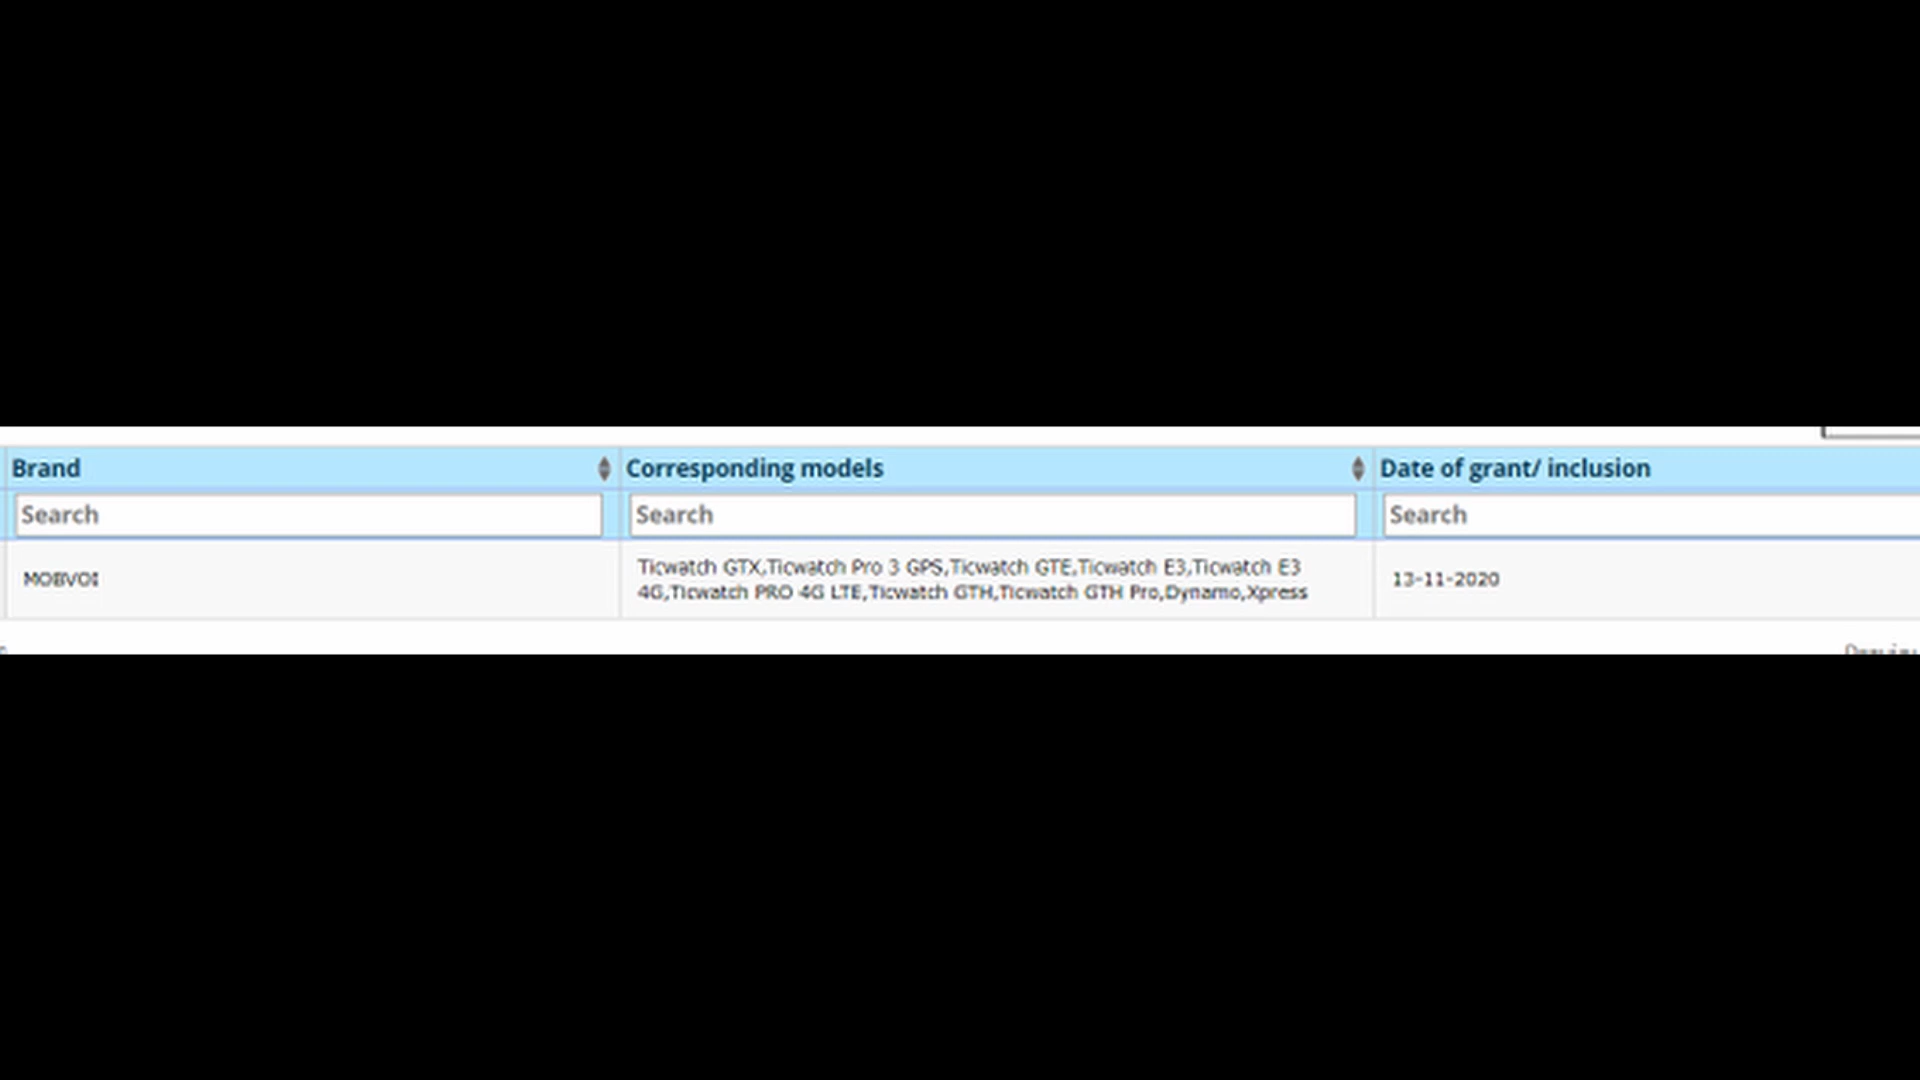 Brand
Corresponding models
Date of grant/ inclusion
Search
Search
Search
MOBVOI
Ticwatch GTX,Ticwatch Pro 3 GPS,Ticwatch GTE,Ticwatch E3,Ticwatch E3
4G,Ticwatch PRO 4G LTE,Ticwatch GTH,Ticwatch GTH Pro,Dynamo,Xpress
13-11-2020